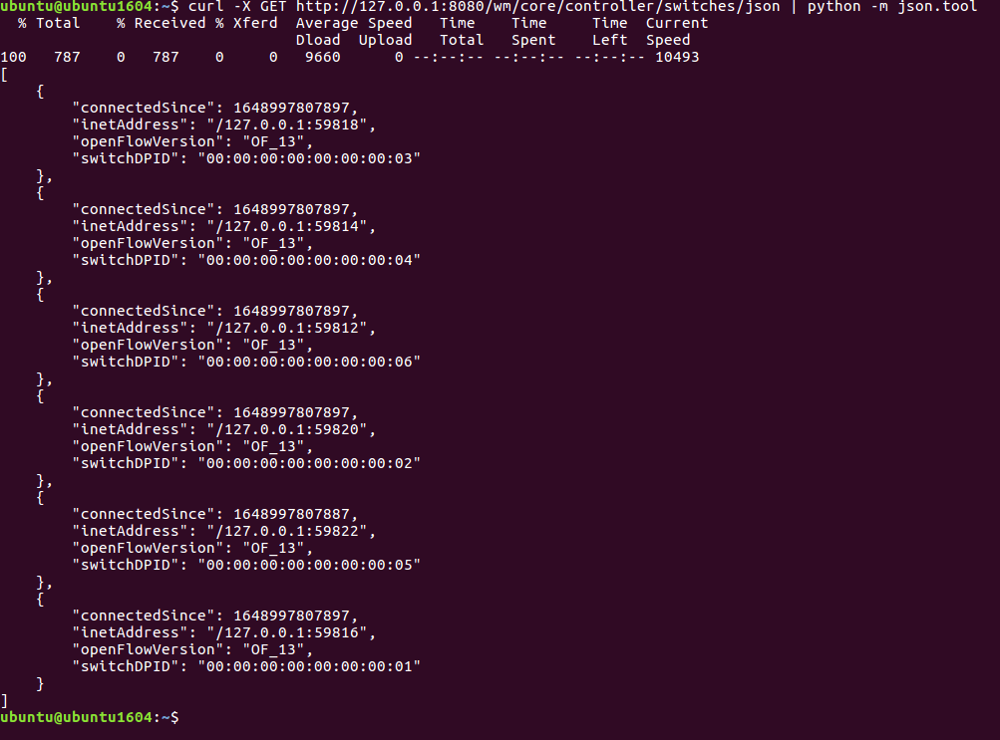 ubuntu@ubuntu1604:~$ curl -X GET http://127.0.0.1:8080/wm/core/controller/switches/json | python -m json.tool
  % Total    % Received % Xferd  Average Speed   Time    Time     Time  Current
                                 Dload  Upload   Total   Spent    Left  Speed
100   787    0   787    0     0   9660      0 --:--:-- --:--:-- --:--:-- 10493
[
    {
        "connectedSince": 1648997807897,
        "inetAddress": "/127.0.0.1:59818",
        "openFlowVersion": "OF_13",
        "switchDPID": "00:00:00:00:00:00:00:03"
    },
    {
        "connectedSince": 1648997807897,
        "inetAddress": "/127.0.0.1:59814",
        "openFlowVersion": "OF_13",
        "switchDPID": "00:00:00:00:00:00:00:04"
    },
    {
        "connectedSince": 1648997807897,
        "inetAddress": "/127.0.0.1:59812",
        "openFlowVersion": "OF_13",
        "switchDPID": "00:00:00:00:00:00:00:06"
    },
    {
        "connectedSince": 1648997807897,
        "inetAddress": "/127.0.0.1:59820",
        "openFlowVersion": "OF_13",
        "switchDPID": "00:00:00:00:00:00:00:02"
    },
    {
        "connectedSince": 1648997807887,
        "inetAddress": "/127.0.0.1:59822",
        "openFlowVersion": "OF_13",
        "switchDPID": "00:00:00:00:00:00:00:05"
    },
    {
        "connectedSince": 1648997807897,
        "inetAddress": "/127.0.0.1:59816",
        "openFlowVersion": "OF_13",
        "switchDPID": "00:00:00:00:00:00:00:01"
    }
]
ubuntu@ubuntu1604:~$